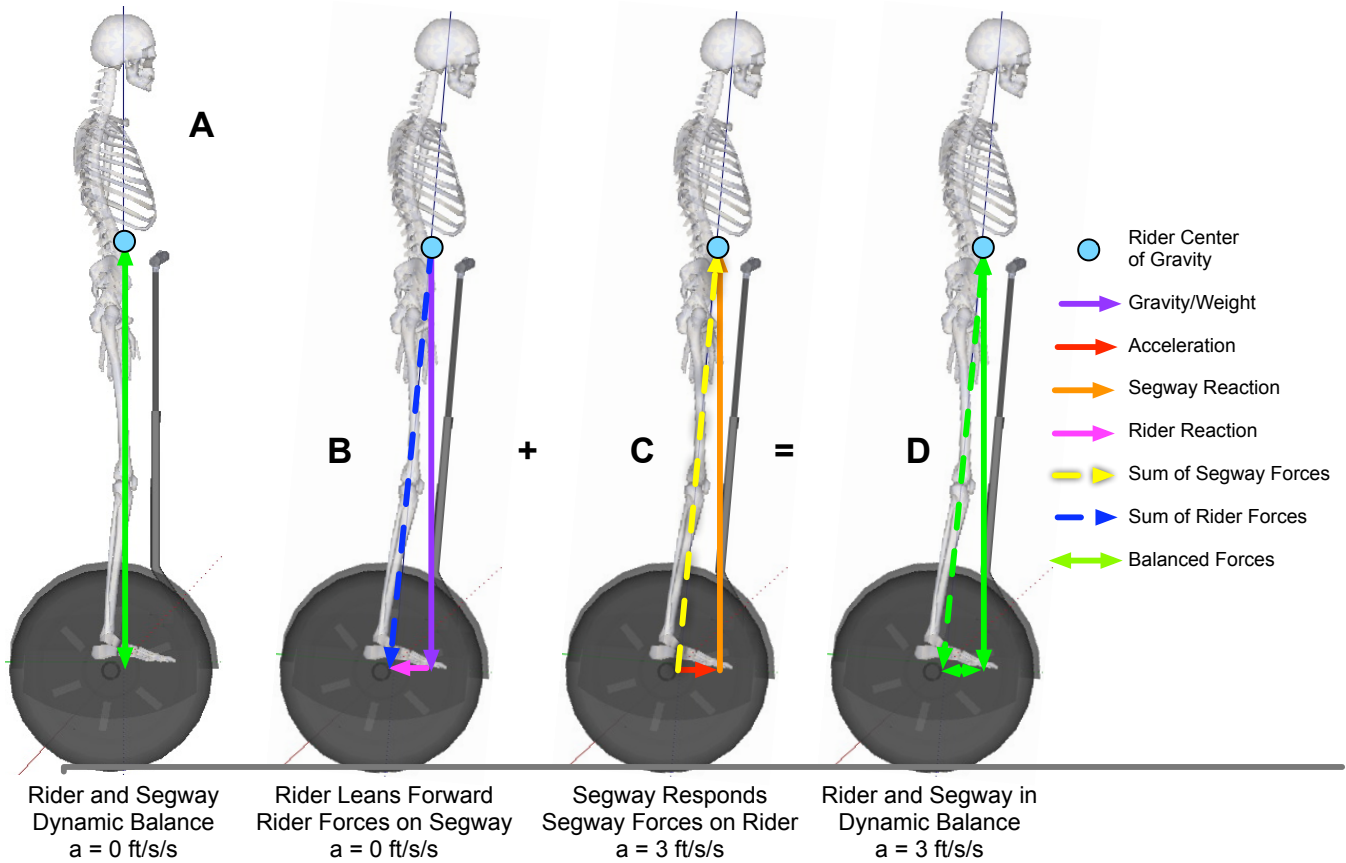 A
B
+
C
=
D
Rider Center
of Gravity
Gravity/Weight
Acceleration
Segway Reaction
Rider Reaction
Sum of Segway Forces
Sum of Rider Forces
Balanced Forces
Rider and Segway
Dynamic Balance
a = 0 ft/s/s
Rider Leans Forward
Rider Forces on Segway
a = 0 ft/s/s
Segway Responds
Segway Forces on Rider
a = 3 ft/s/s
Rider and Segway in
Dynamic Balance
a = 3 ft/s/s